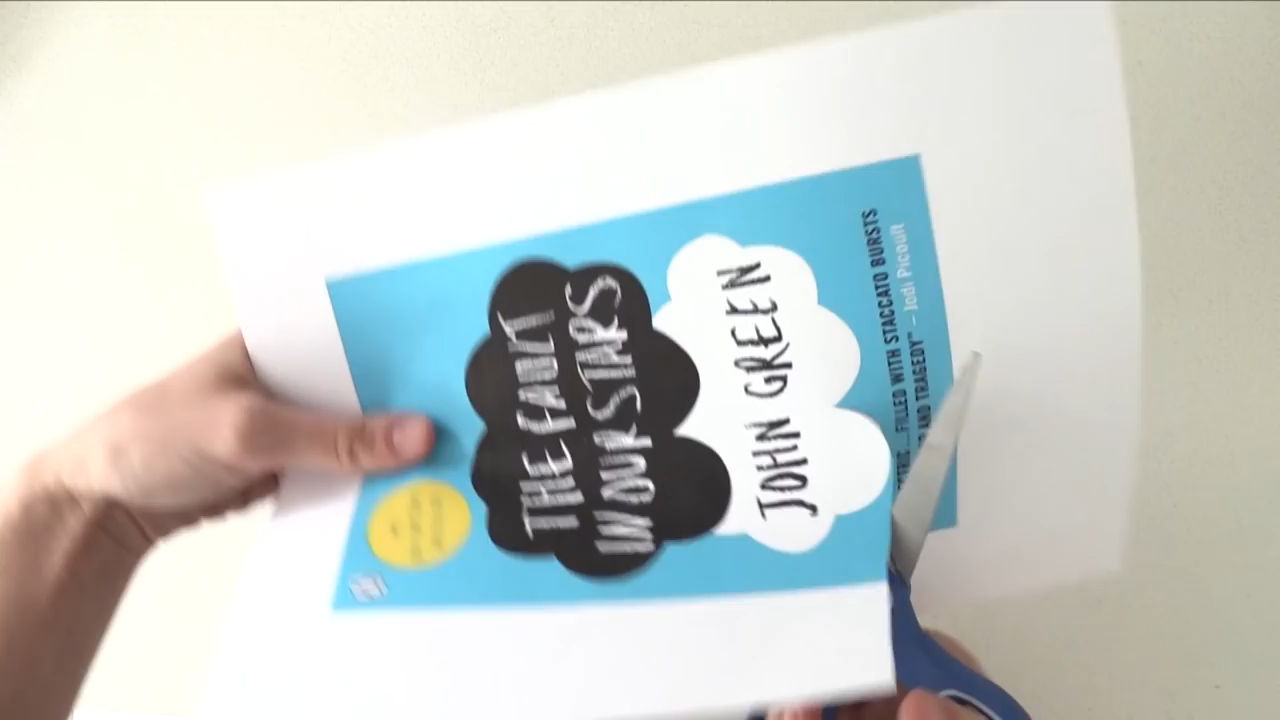 FILLED WITH STACCATO BURSTS
AND TRAGEDY" – Jodi Picoult
JOHN GREEN
THE FAULT
IN OUR STARS